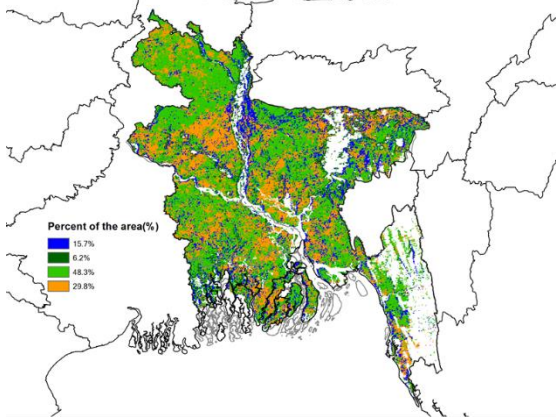 Percent of the area(%)
15.7%
6.2%
48.3%
29.8%